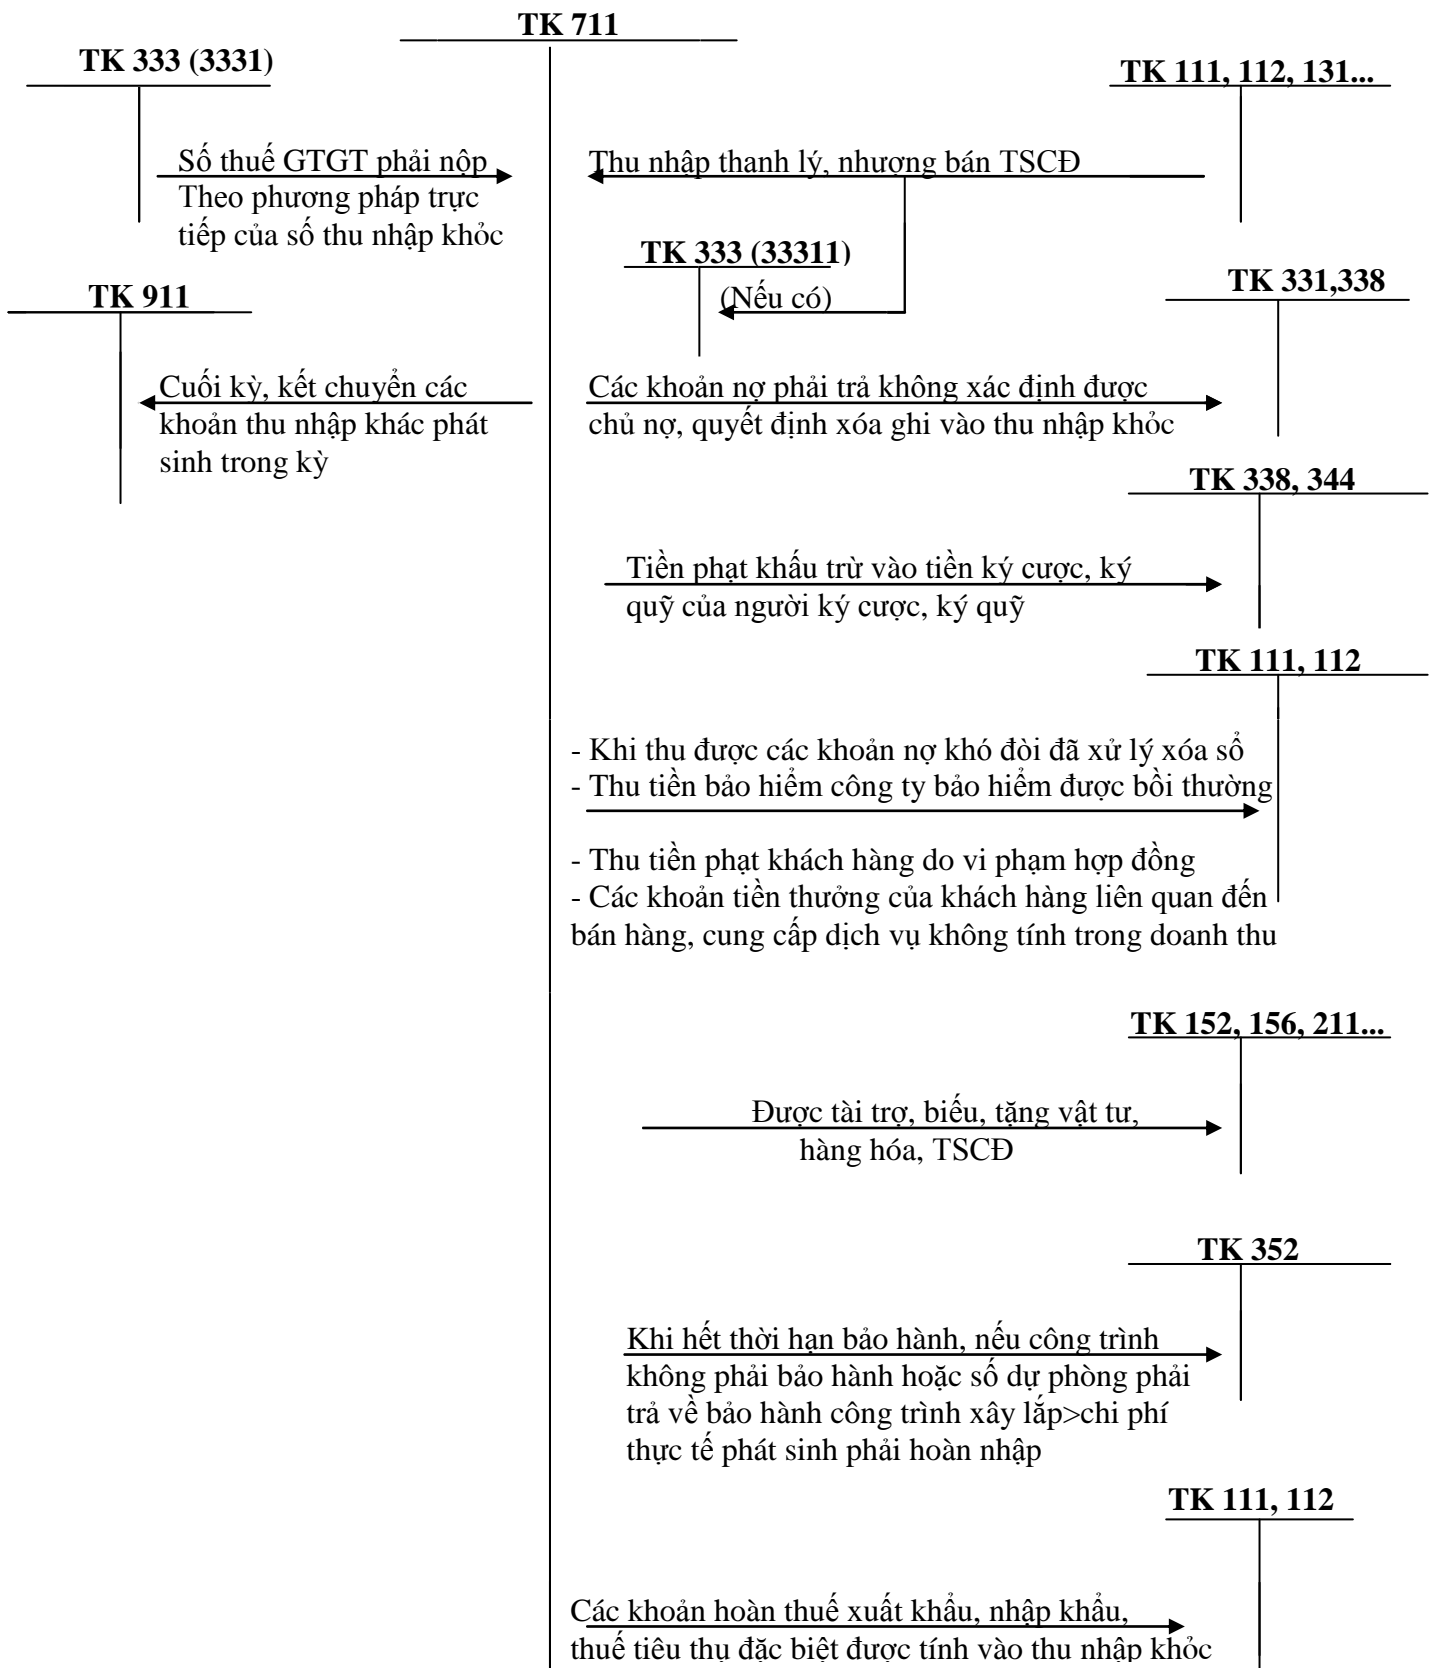 TK 711
TK 333 (3331)
TK 111, 112, 131...
Số thuế GTGT phải nộp
Theo phương pháp trực
tiếp của số thu nhập khỏc
Thu nhập thanh lý, nhượng bán TSCĐ
TK 333 (33311)
(Nếu có)
TK 911
TK 331,338
Cuối kỳ, kết chuyển các
khoản thu nhập khác phát
sinh trong kỳ
Các khoản nợ phải trả không xác định được
chủ nợ, quyết định xóa ghi vào thu nhập khỏc
TK 338, 344
Tiền phạt khấu trừ vào tiền ký cược, ký
quỹ của người ký cược, ký quỹ
TK 111, 112
- Khi thu được các khoản nợ khó đòi đã xử lý xóa sổ
- Thu tiền bảo hiểm công ty bảo hiểm được bồi thường
- Thu tiền phạt khách hàng do vi phạm hợp đồng
- Các khoản tiền thưởng của khách hàng liên quan đến
bán hàng, cung cấp dịch vụ không tính trong doanh thu
TK 152, 156, 211...
Được tài trợ, biếu, tặng vật tư,
hàng hóa, TSCĐ
TK 352
Khi hết thời hạn bảo hành, nếu công trình
không phải bảo hành hoặc số dự phòng phải
trả về bảo hành công trình xây lắp>chi phí
thực tế phát sinh phải hoàn nhập
TK 111, 112
Các khoản hoàn thuế xuất khẩu, nhập khẩu,
thuế tiêu thụ đặc biệt được tính vào thu nhập khỏc